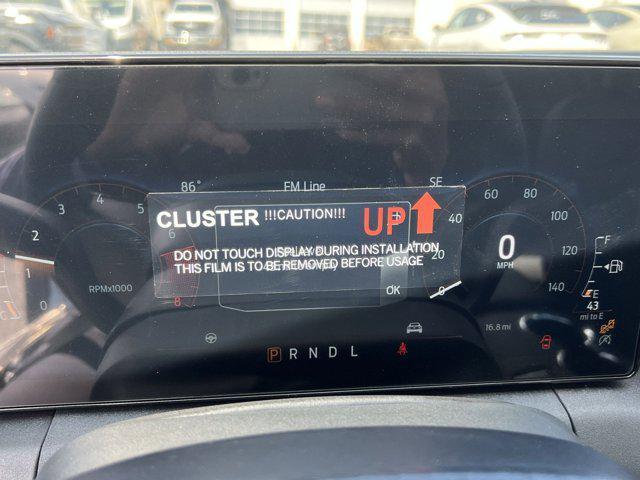 86°
FM Line
SE
CLUSTER !!!CAUTION!!! UP
DO NOT TOUCH DISPLAY DURING INSTALLATION
THIS FILM IS TO BE REMOVED BEFORE USAGE
OK
0 1 2 3 4 5 6 8
RPMx1000
0 20 40 60 80 100 120 140
0
MPH
F
E
43
mi to E
16.8 mi
P R N D L